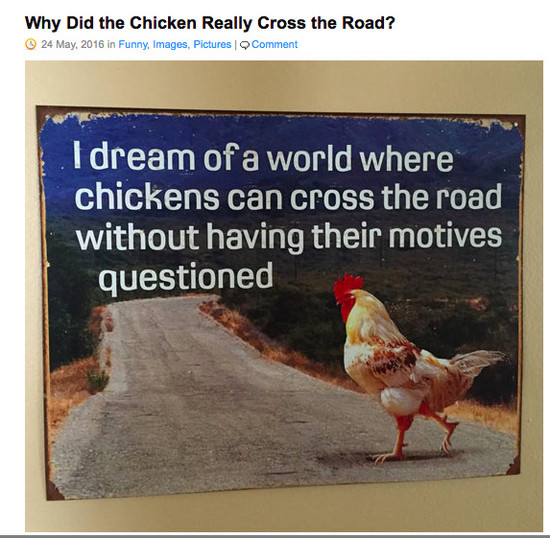 Why Did the Chicken Really Cross the Road?
24 May, 2016 in Funny, Images, Pictures | Comment
I dream of a world where
chickens can cross the road
without having their motives
questioned